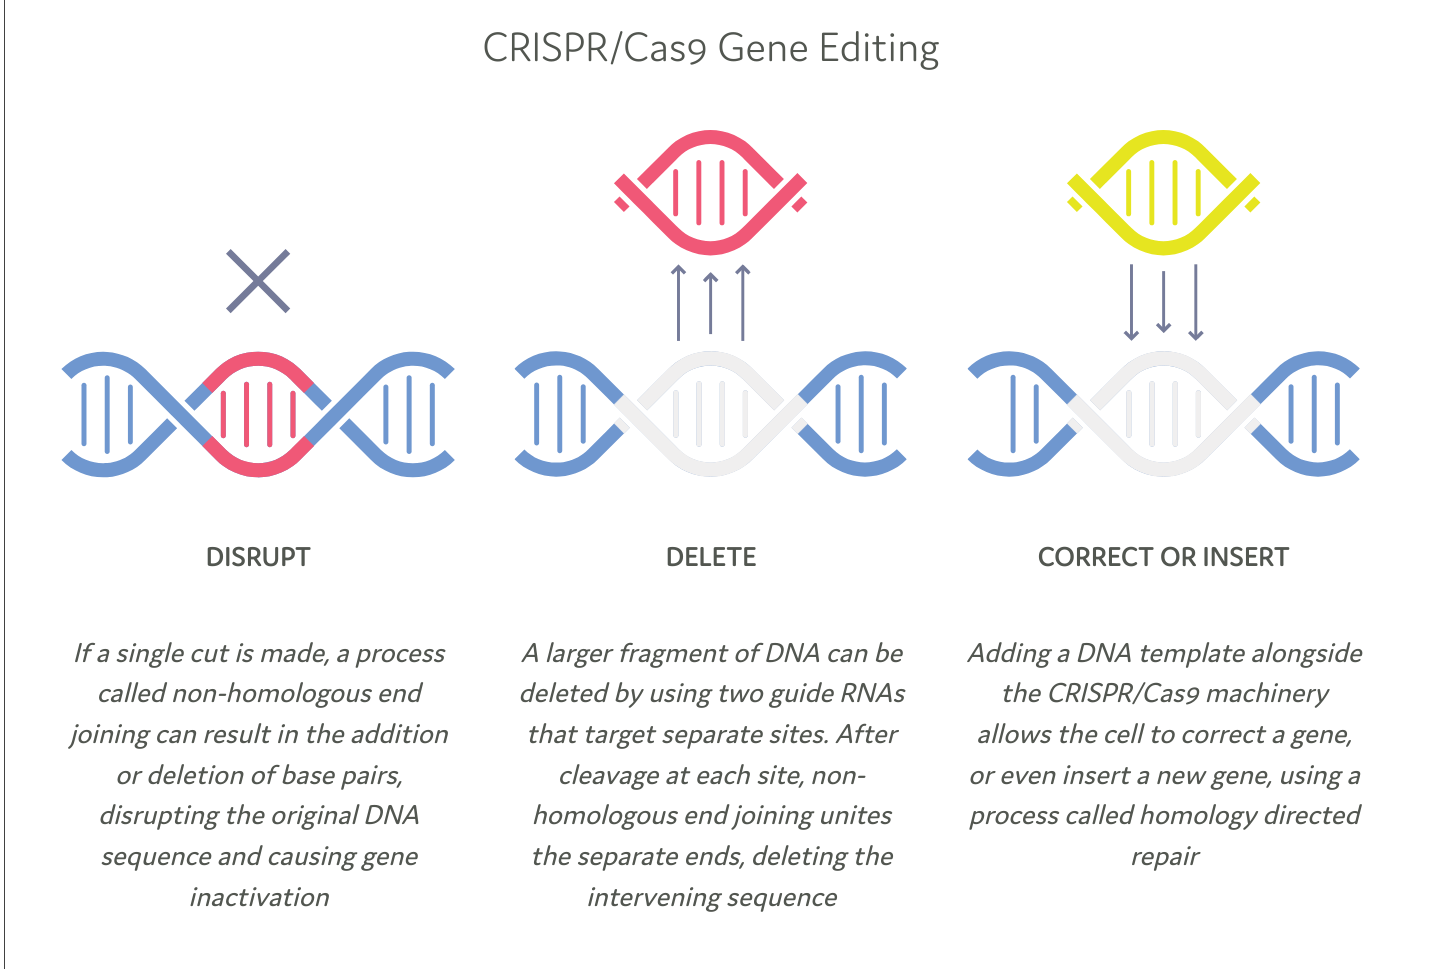 CRISPR/Cas9 Gene Editing
DISRUPT
If a single cut is made, a process
called non-homologous end
joining can result in the addition
or deletion of base pairs,
disrupting the original DNA
sequence and causing gene
inactivation
DELETE
A larger fragment of DNA can be
deleted by using two guide RNAs
that target separate sites. After
cleavage at each site, non-
homologous end joining unites
the separate ends, deleting the
intervening sequence
CORRECT OR INSERT
Adding a DNA template alongside
the CRISPR/Cas9 machinery
allows the cell to correct a gene,
or even insert a new gene, using a
process called homology directed
repair